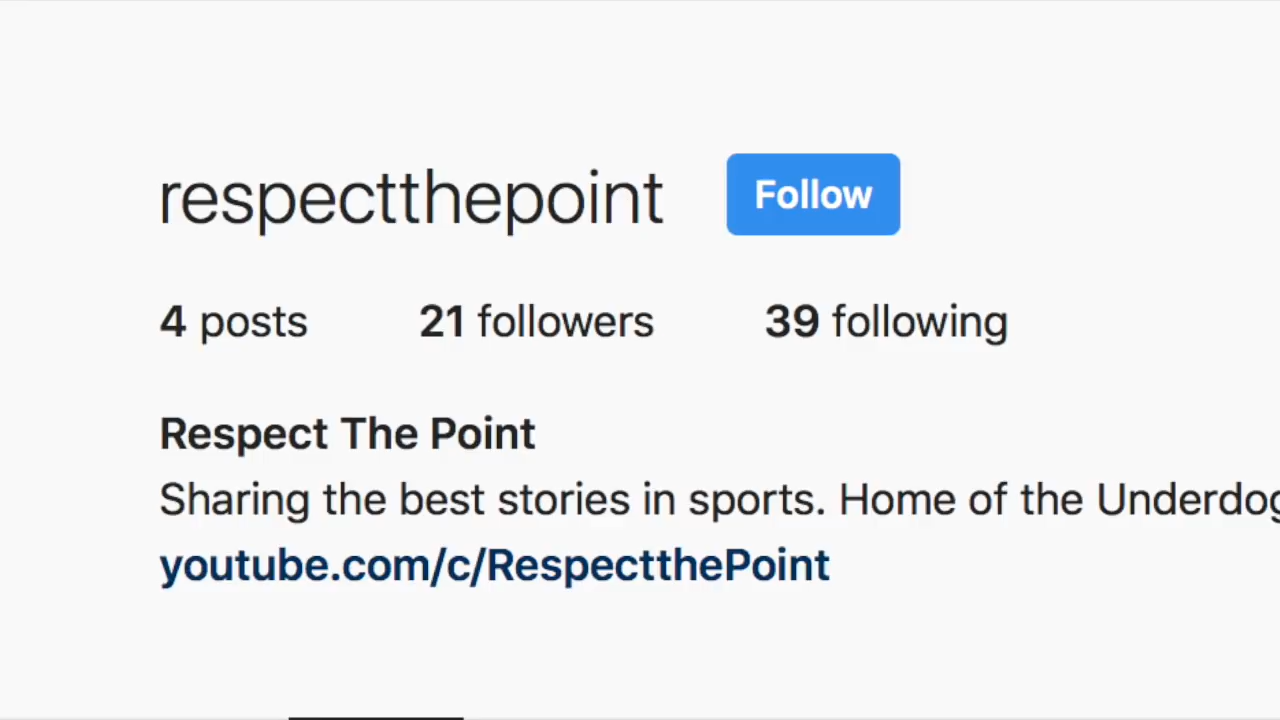 respectthepoint Follow
4 posts 21 followers 39 following
Respect The Point
Sharing the best stories in sports. Home of the Underdog
youtube.com/c/RespectthePoint